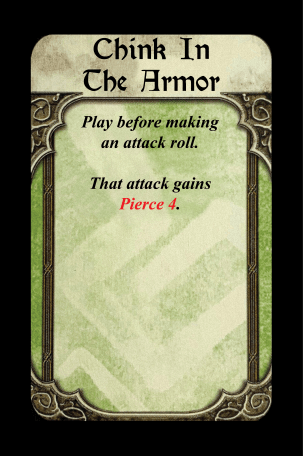 Chink In
The Armor
Play before making
an attack roll.
That attack gains
Pierce 4.